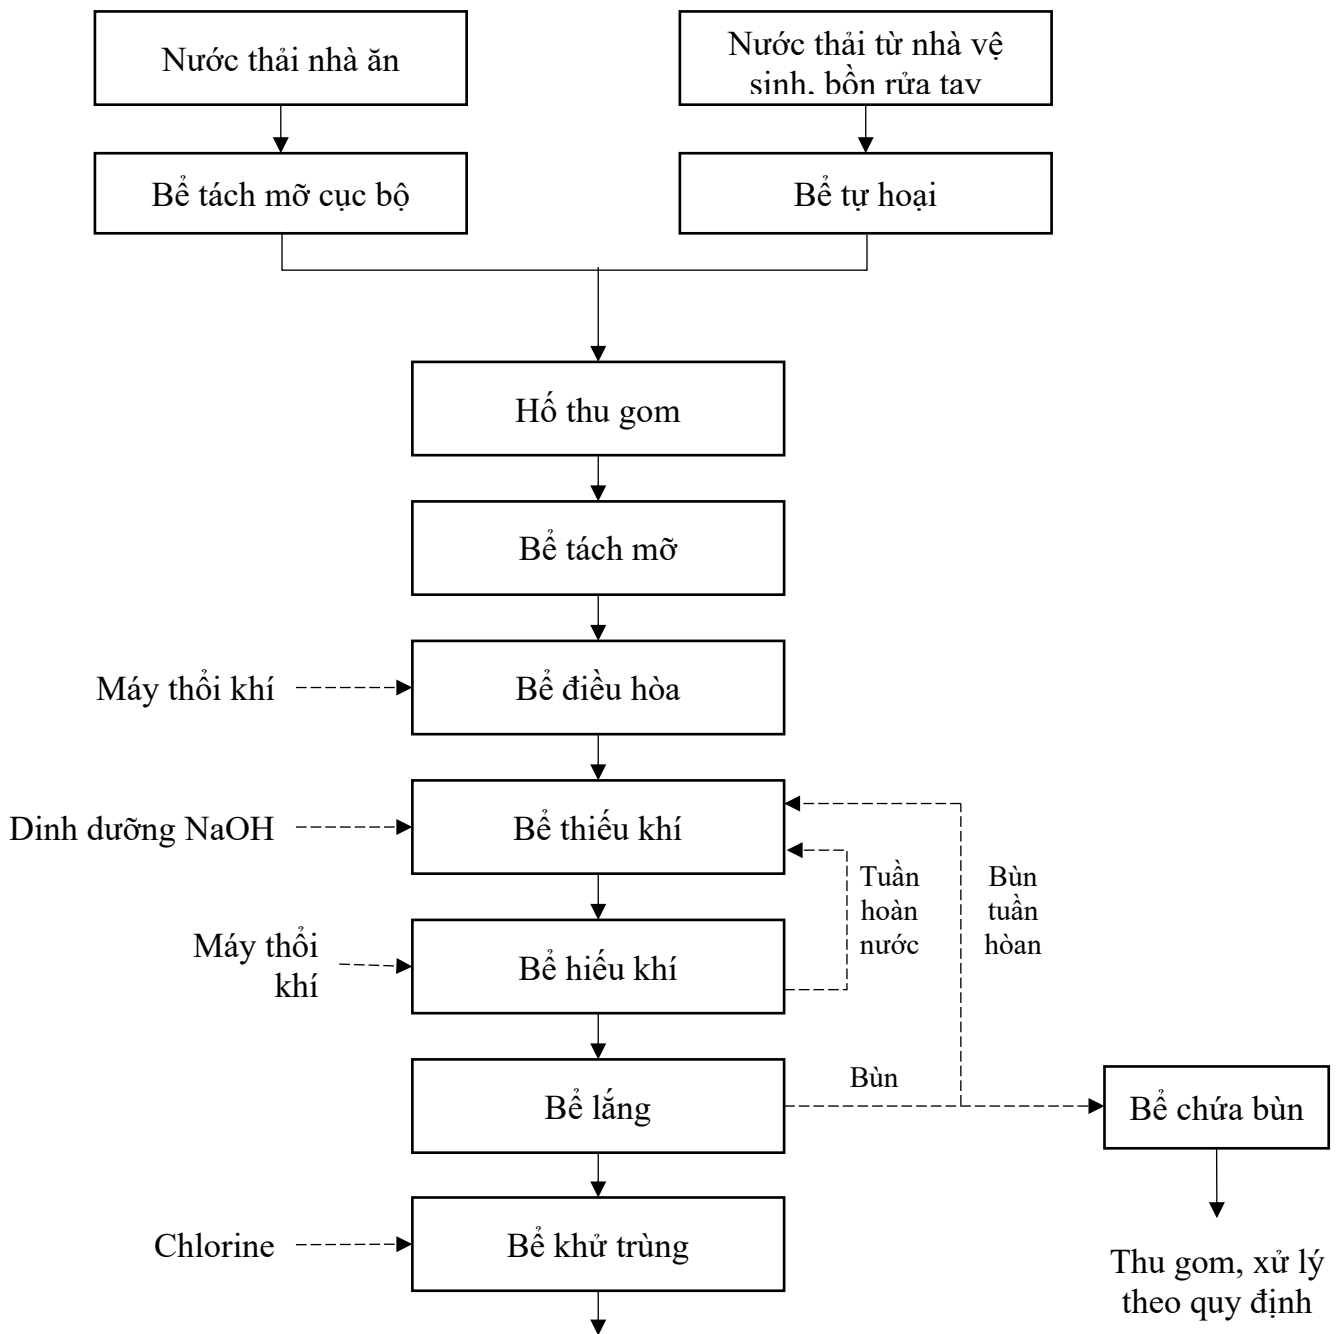 Nước thải nhà ăn
Nước thải từ nhà vệ
sinh, bồn rửa tay
Bể tách mỡ cục bộ
Bể tự hoại
Hố thu gom
Bể tách mỡ
Máy thổi khí
Bể điều hòa
Dinh dưỡng NaOH
Bể thiếu khí
Tuần
hoàn
nước
Bùn
tuần
hòan
Máy thổi
khí
Bể hiếu khí
Bùn
Bể lắng
Bể chứa bùn
Chlorine
Bể khử trùng
Thu gom, xử lý
theo quy định